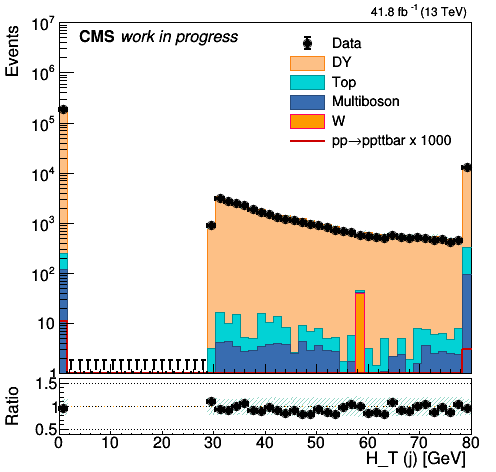 41.8 fb⁻¹ (13 TeV)
CMS work in progress
Events
10⁷
10⁶
10⁵
10⁴
10³
10²
10
1
Data
DY
Top
Multiboson
W
pp→ppttbar x 1000
Ratio
1.5
1
0.5
0 10 20 30 40 50 60 70 80
H_T (j) [GeV]